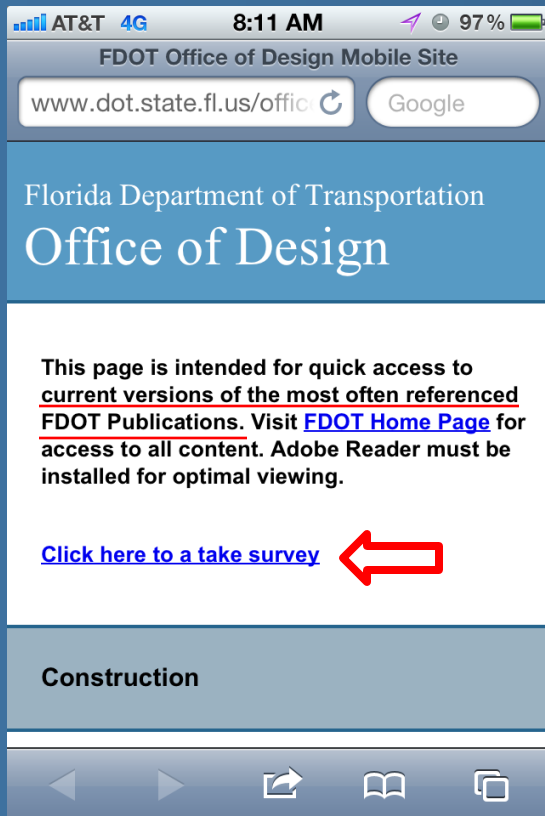 AT&T 4G 8:11 AM 97%
FDOT Office of Design Mobile Site
www.dot.state.fl.us/offic Google
Florida Department of Transportation
Office of Design
This page is intended for quick access to
current versions of the most often referenced
FDOT Publications. Visit FDOT Home Page for
access to all content. Adobe Reader must be
installed for optimal viewing.
Click here to a take survey
Construction